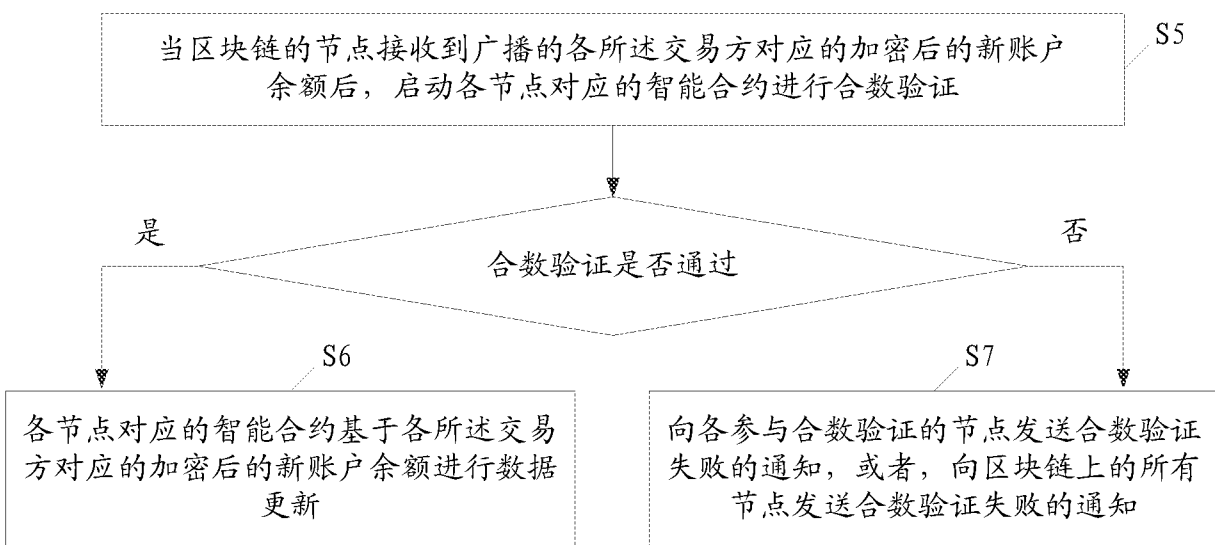 当区块链的节点接收到广播的各所述交易方对应的加密后的新账户
余额后，启动各节点对应的智能合约进行合数验证
S5
是
否
合数验证是否通过
S6
S7
各节点对应的智能合约基于各所述交易
方对应的加密后的新账户余额进行数据
更新
向各参与合数验证的节点发送合数验证
失败的通知，或者，向区块链上的所有
节点发送合数验证失败的通知